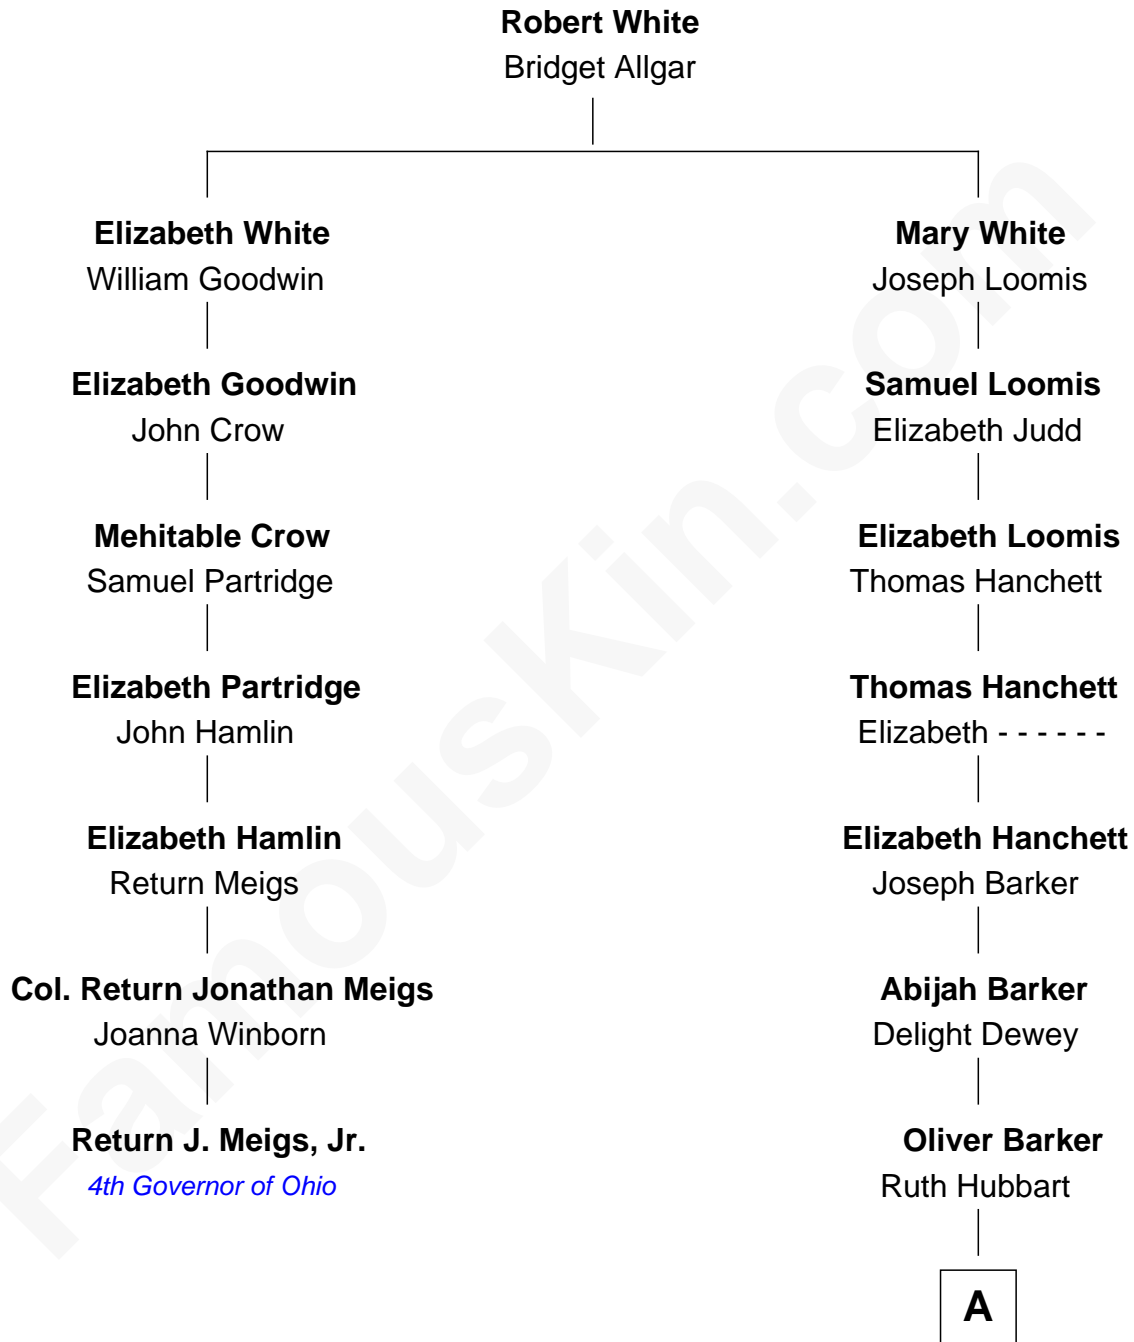 Robert White
Bridget Allgar
Elizabeth White
William Goodwin
Mary White
Joseph Loomis
Elizabeth Goodwin
John Crow
Samuel Loomis
Elizabeth Judd
Mehitable Crow
Samuel Partridge
Elizabeth Loomis
Thomas Hanchett
Elizabeth Partridge
John Hamlin
Thomas Hanchett
Elizabeth - - - - - -
Elizabeth Hamlin
Return Meigs
Elizabeth Hanchett
Joseph Barker
Col. Return Jonathan Meigs
Joanna Winborn
Abijah Barker
Delight Dewey
Return J. Meigs, Jr.
4th Governor of Ohio
Oliver Barker
Ruth Hubbart
A
FamousKin.com